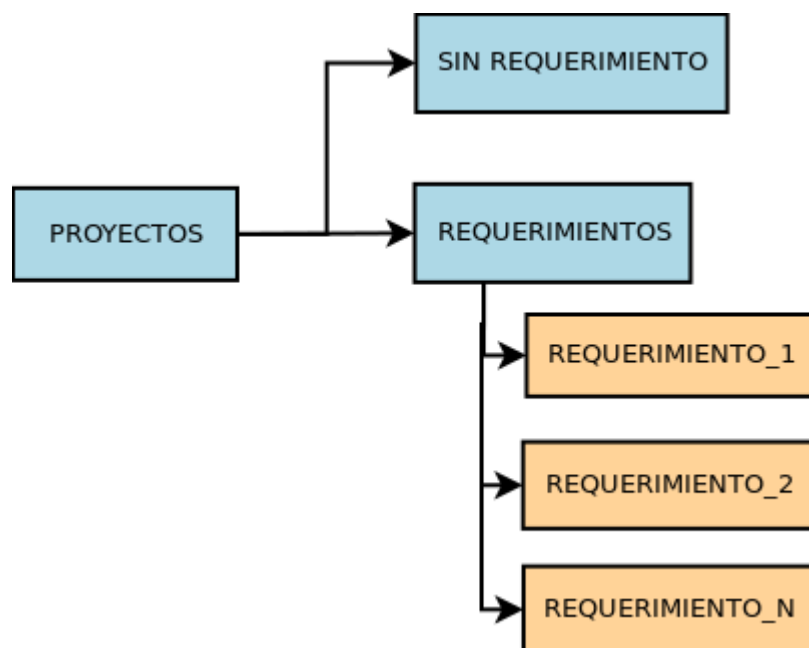 SIN REQUERIMIENTO
PROYECTOS
REQUERIMIENTOS
REQUERIMIENTO_1
REQUERIMIENTO_2
REQUERIMIENTO_N